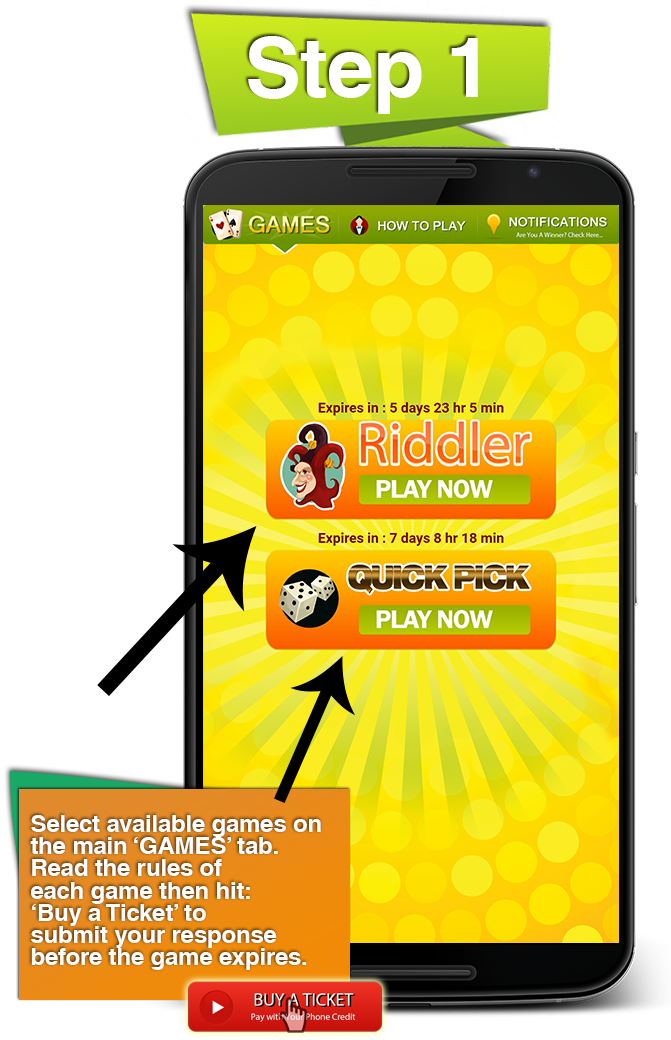 Step 1
GAMES
HOW TO PLAY
NOTIFICATIONS
Are You A Winner? Check Here...
Expires in : 5 days 23 hr 5 min
Riddler
PLAY NOW
Expires in : 7 days 8 hr 18 min
QUICK PICK
PLAY NOW
Select available games on
the main ‘GAMES’ tab.
Read the rules of
each game then hit:
‘Buy a Ticket’ to
submit your response
before the game expires.
BUY A TICKET
Pay with Your Phone Credit